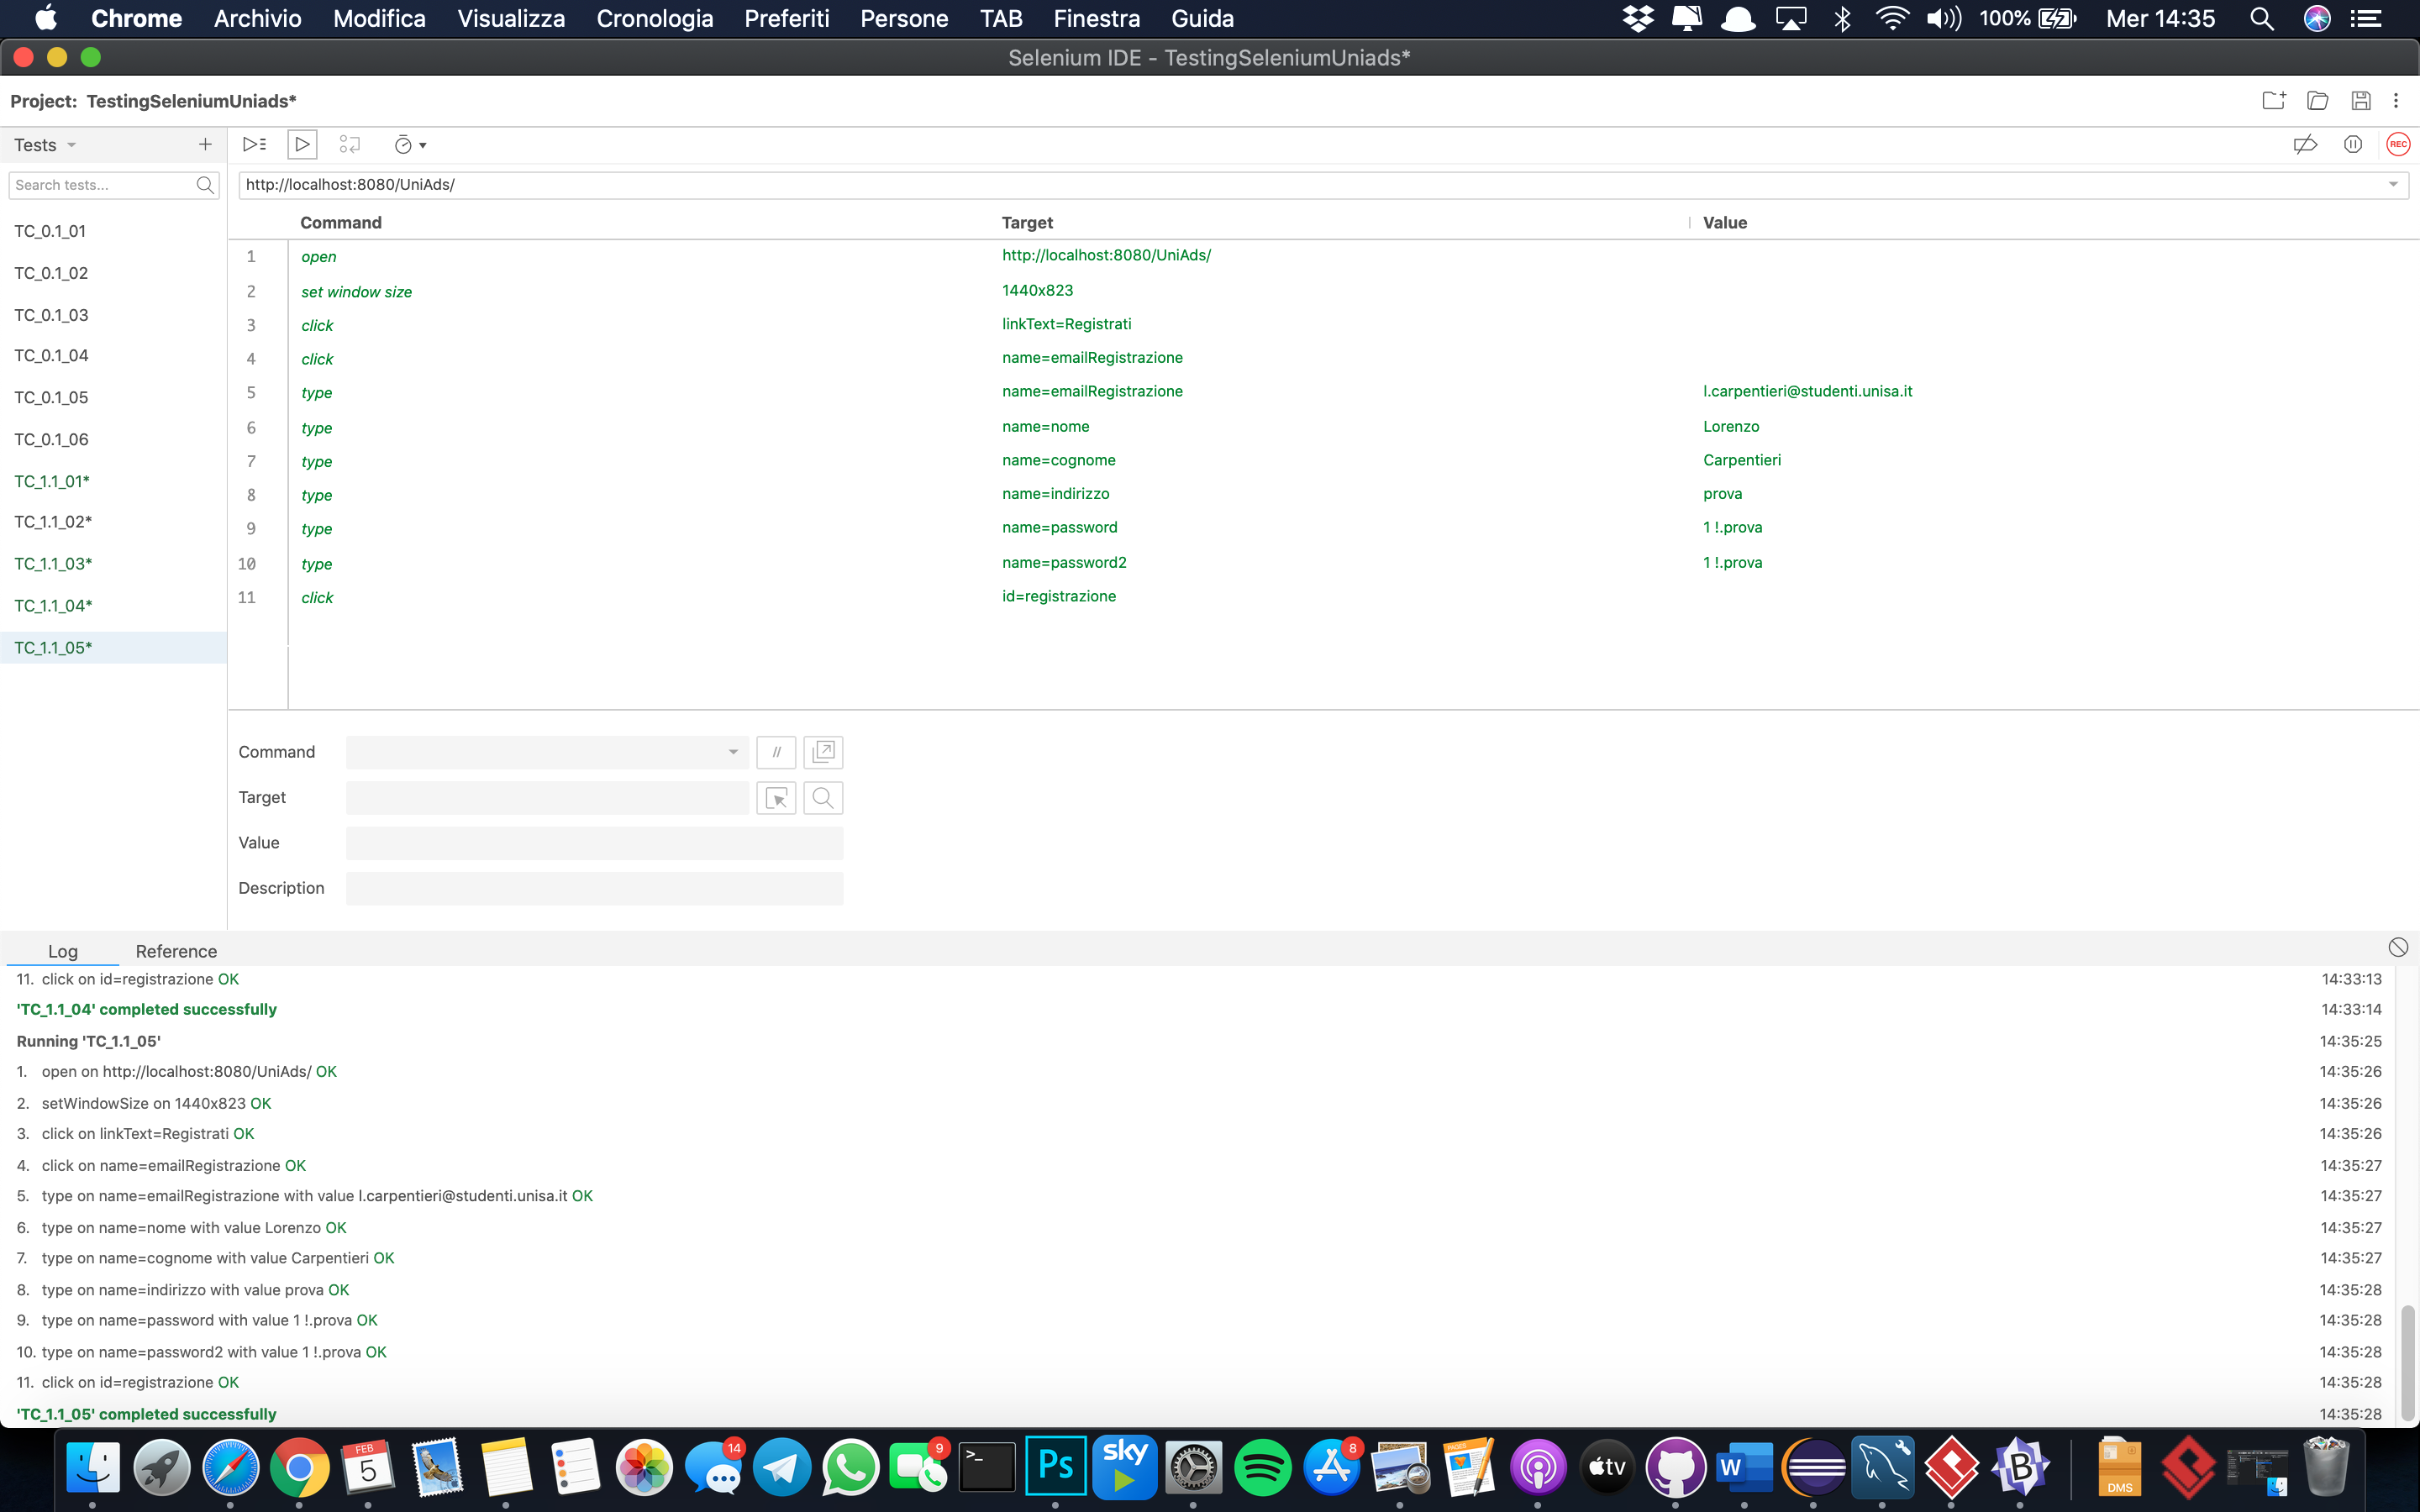 Chrome Archivio Modifica Visualizza Cronologia Preferiti Persone TAB Finestra Guida 100% Mer 14:35
Selenium IDE - TestingSeleniumUniads*
Project: TestingSeleniumUniads*
Tests +
REC
Search tests...
http://localhost:8080/UniAds/
TC_0.1_01
TC_0.1_02
TC_0.1_03
TC_0.1_04
TC_0.1_05
TC_0.1_06
TC_1.1_01*
TC_1.1_02*
TC_1.1_03*
TC_1.1_04*
TC_1.1_05*
Command Target Value
1 open http://localhost:8080/UniAds/
2 set window size 1440x823
3 click linkText=Registrati
4 click name=emailRegistrazione
5 type name=emailRegistrazione l.carpentieri@studenti.unisa.it
6 type name=nome Lorenzo
7 type name=cognome Carpentieri
8 type name=indirizzo prova
9 type name=password 1 !.prova
10 type name=password2 1 !.prova
11 click id=registrazione
Command //
Target
Value
Description
Log Reference
11. click on id=registrazione OK 14:33:13
'TC_1.1_04' completed successfully 14:33:14
Running 'TC_1.1_05' 14:35:25
1. open on http://localhost:8080/UniAds/ OK 14:35:26
2. setWindowSize on 1440x823 OK 14:35:26
3. click on linkText=Registrati OK 14:35:26
4. click on name=emailRegistrazione OK 14:35:27
5. type on name=emailRegistrazione with value l.carpentieri@studenti.unisa.it OK 14:35:27
6. type on name=nome with value Lorenzo OK 14:35:27
7. type on name=cognome with value Carpentieri OK 14:35:27
8. type on name=indirizzo with value prova OK 14:35:28
9. type on name=password with value 1 !.prova OK 14:35:28
10. type on name=password2 with value 1 !.prova OK 14:35:28
11. click on id=registrazione OK 14:35:28
'TC_1.1_05' completed successfully 14:35:28
FEB
5
14
9
>_
Ps
sky
8
PAGES
tv
W
B
DMS